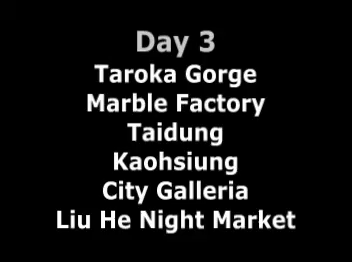 Day 3
Taroka Gorge
Marble Factory
Taidung
Kaohsiung
City Galleria
Liu He Night Market